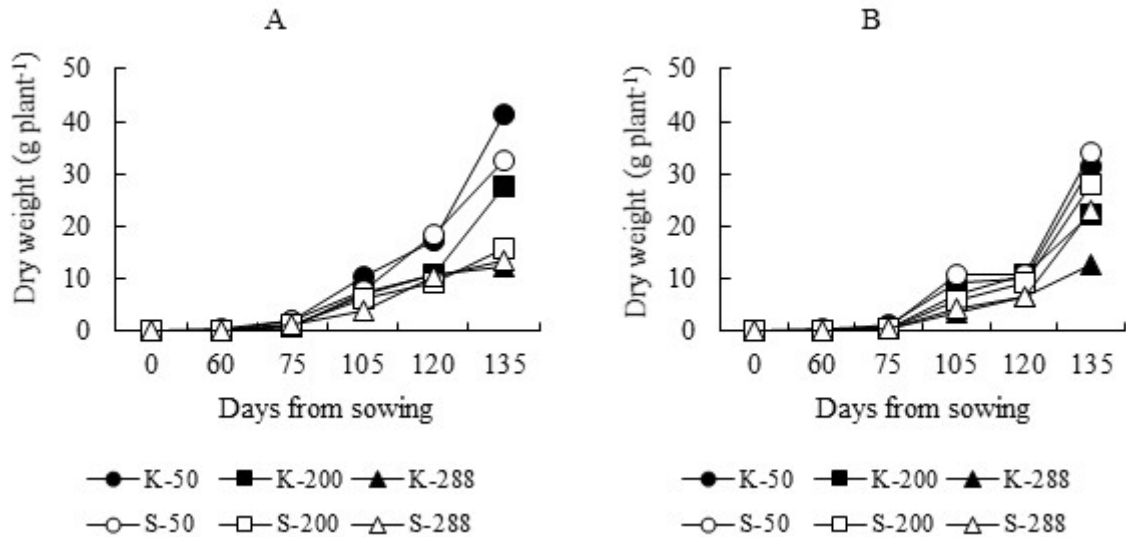 A
Dry weight (g plant-1)
50
40
30
20
10
0
0 60 75 105 120 135
Days from sowing
K-50 K-200 K-288
S-50 S-200 S-288
B
Dry weight (g plant-1)
50
40
30
20
10
0
0 60 75 105 120 135
Days from sowing
K-50 K-200 K-288
S-50 S-200 S-288